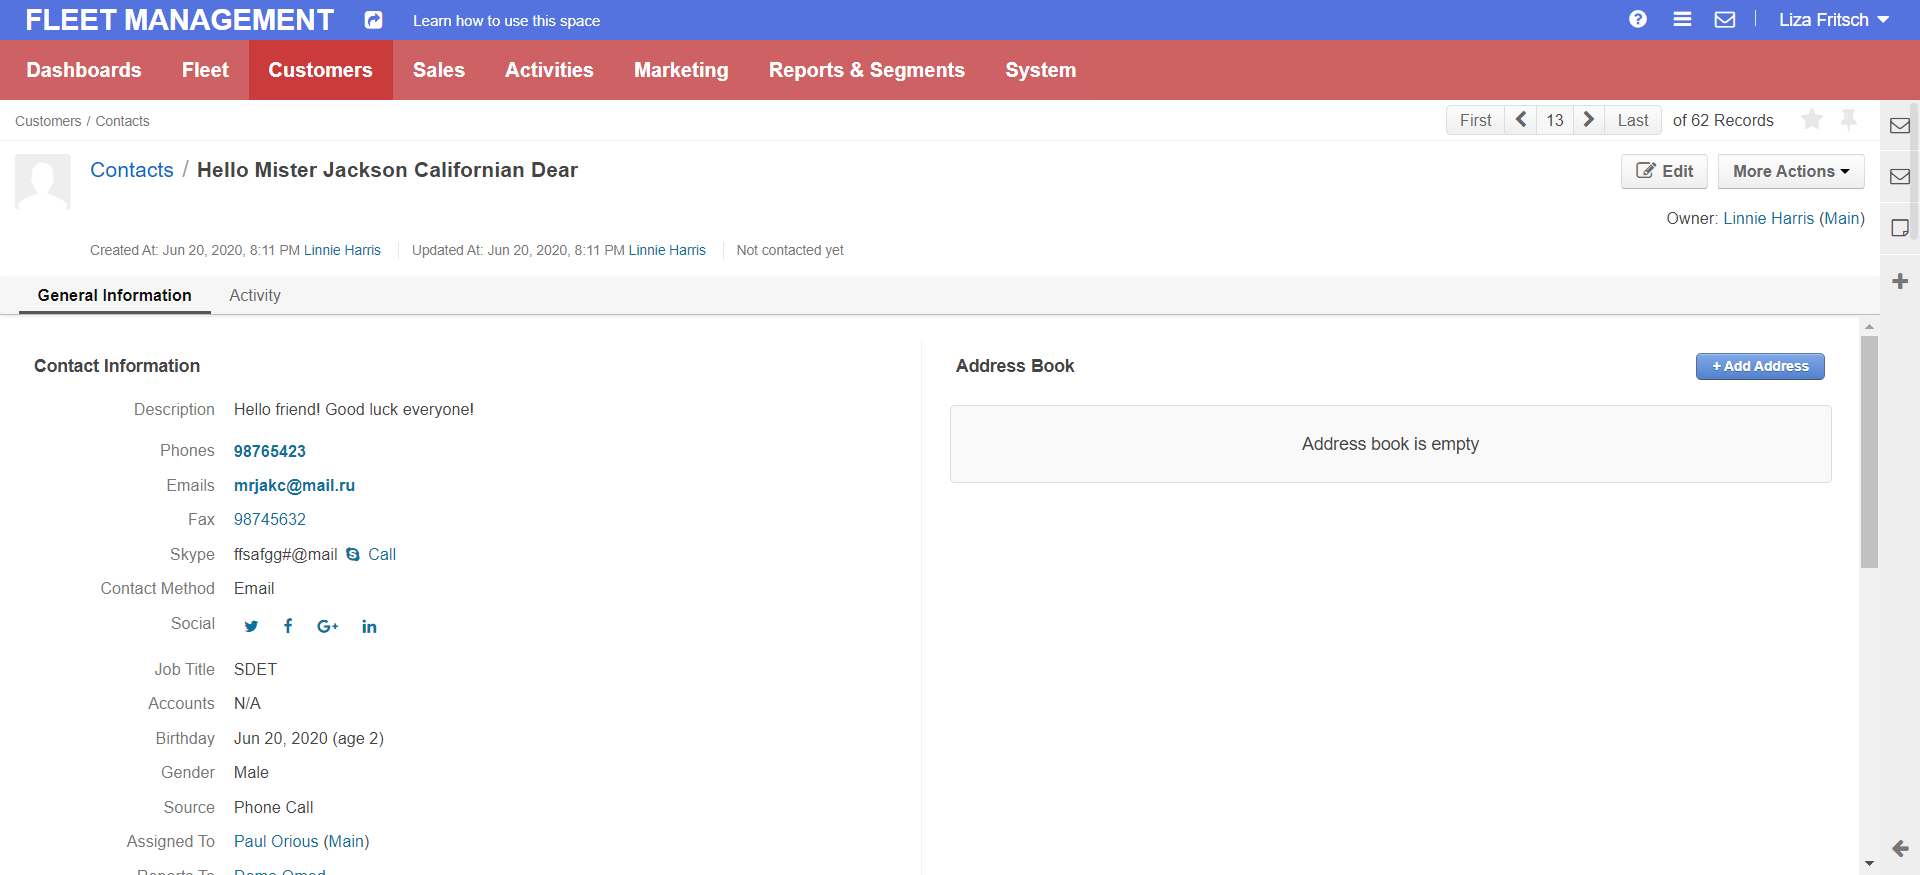 FLEET MANAGEMENT Learn how to use this space Liza Fritsch
Dashboards Fleet Customers Sales Activities Marketing Reports & Segments System
Customers / Contacts First 13 Last of 62 Records
Contacts / Hello Mister Jackson Californian Dear Edit More Actions
Owner: Linnie Harris (Main)
Created At: Jun 20, 2020, 8:11 PM Linnie Harris Updated At: Jun 20, 2020, 8:11 PM Linnie Harris Not contacted yet
General Information Activity
Contact Information
Description Hello friend! Good luck everyone!
Phones 98765423
Emails mrjakc@mail.ru
Fax 98745632
Skype ffsafgg#@mail Call
Contact Method Email
Social
Job Title SDET
Accounts N/A
Birthday Jun 20, 2020 (age 2)
Gender Male
Source Phone Call
Assigned To Paul Orious (Main)
Reports To Demo Omed
Address Book + Add Address
Address book is empty